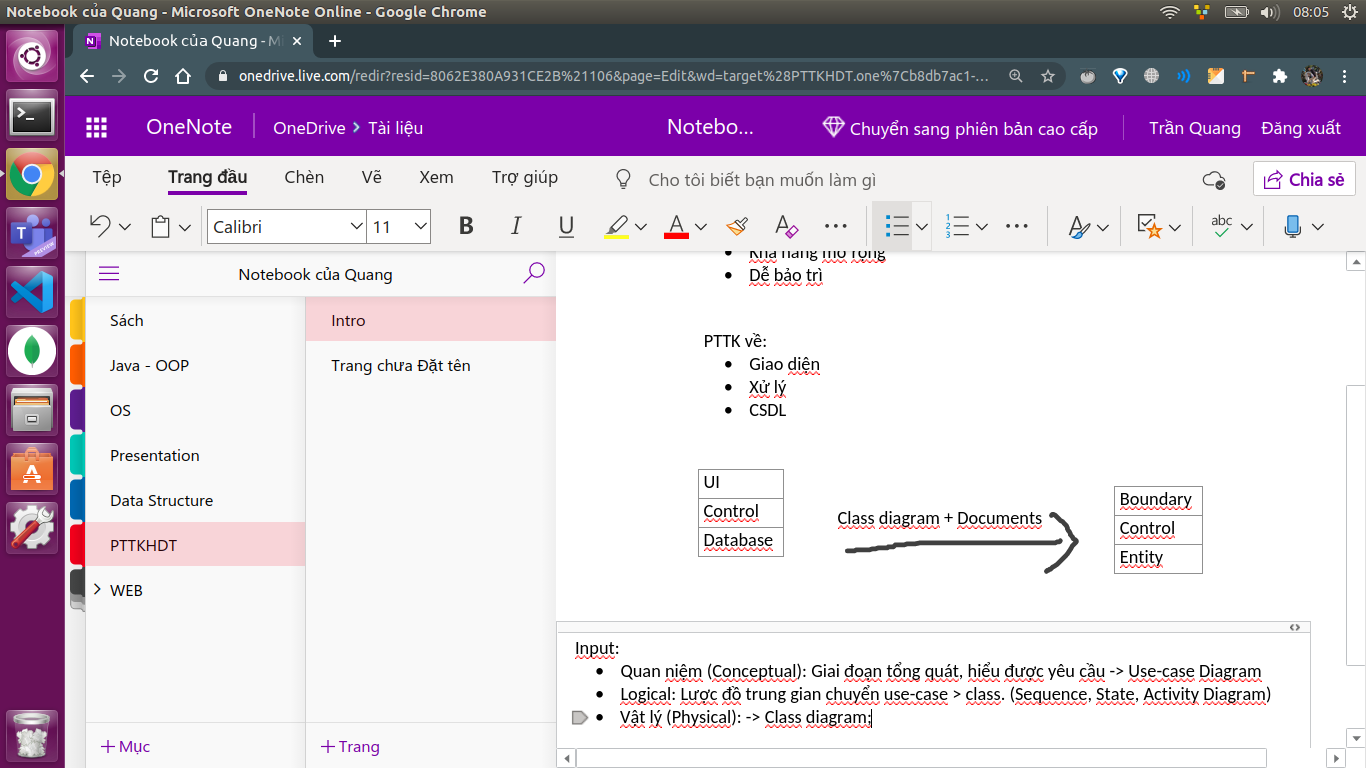 Notebook của Quang - Microsoft OneNote Online - Google Chrome
08:05
Notebook của Quang - M
onedrive.live.com/redir?resid=8062E380A931CE2B%21106&page=Edit&wd=target%28PTTKHDT.one%7Cb8db7ac1-...
OneNote
OneDrive > Tài liệu
Notebo...
Chuyển sang phiên bản cao cấp
Trần Quang
Đăng xuất
Tệp
Trang đầu
Chèn
Vẽ
Xem
Trợ giúp
Cho tôi biết bạn muốn làm gì
Chia sẻ
Calibri
11
B
I
U
A
A
abc
Notebook của Quang
Sách
Java - OOP
OS
Presentation
Data Structure
PTTKHDT
WEB
+ Mục
Intro
Trang chưa Đặt tên
+ Trang
• Khả năng mở rộng
• Dễ bảo trì
PTTK về:
• Giao diện
• Xử lý
• CSDL
UI
Control
Database
Class diagram + Documents
Boundary
Control
Entity
Input:
• Quan niệm (Conceptual): Giai đoạn tổng quát, hiểu được yêu cầu -> Use-case Diagram
• Logical: Lược đồ trung gian chuyển use-case > class. (Sequence, State, Activity Diagram)
• Vật lý (Physical): -> Class diagram;